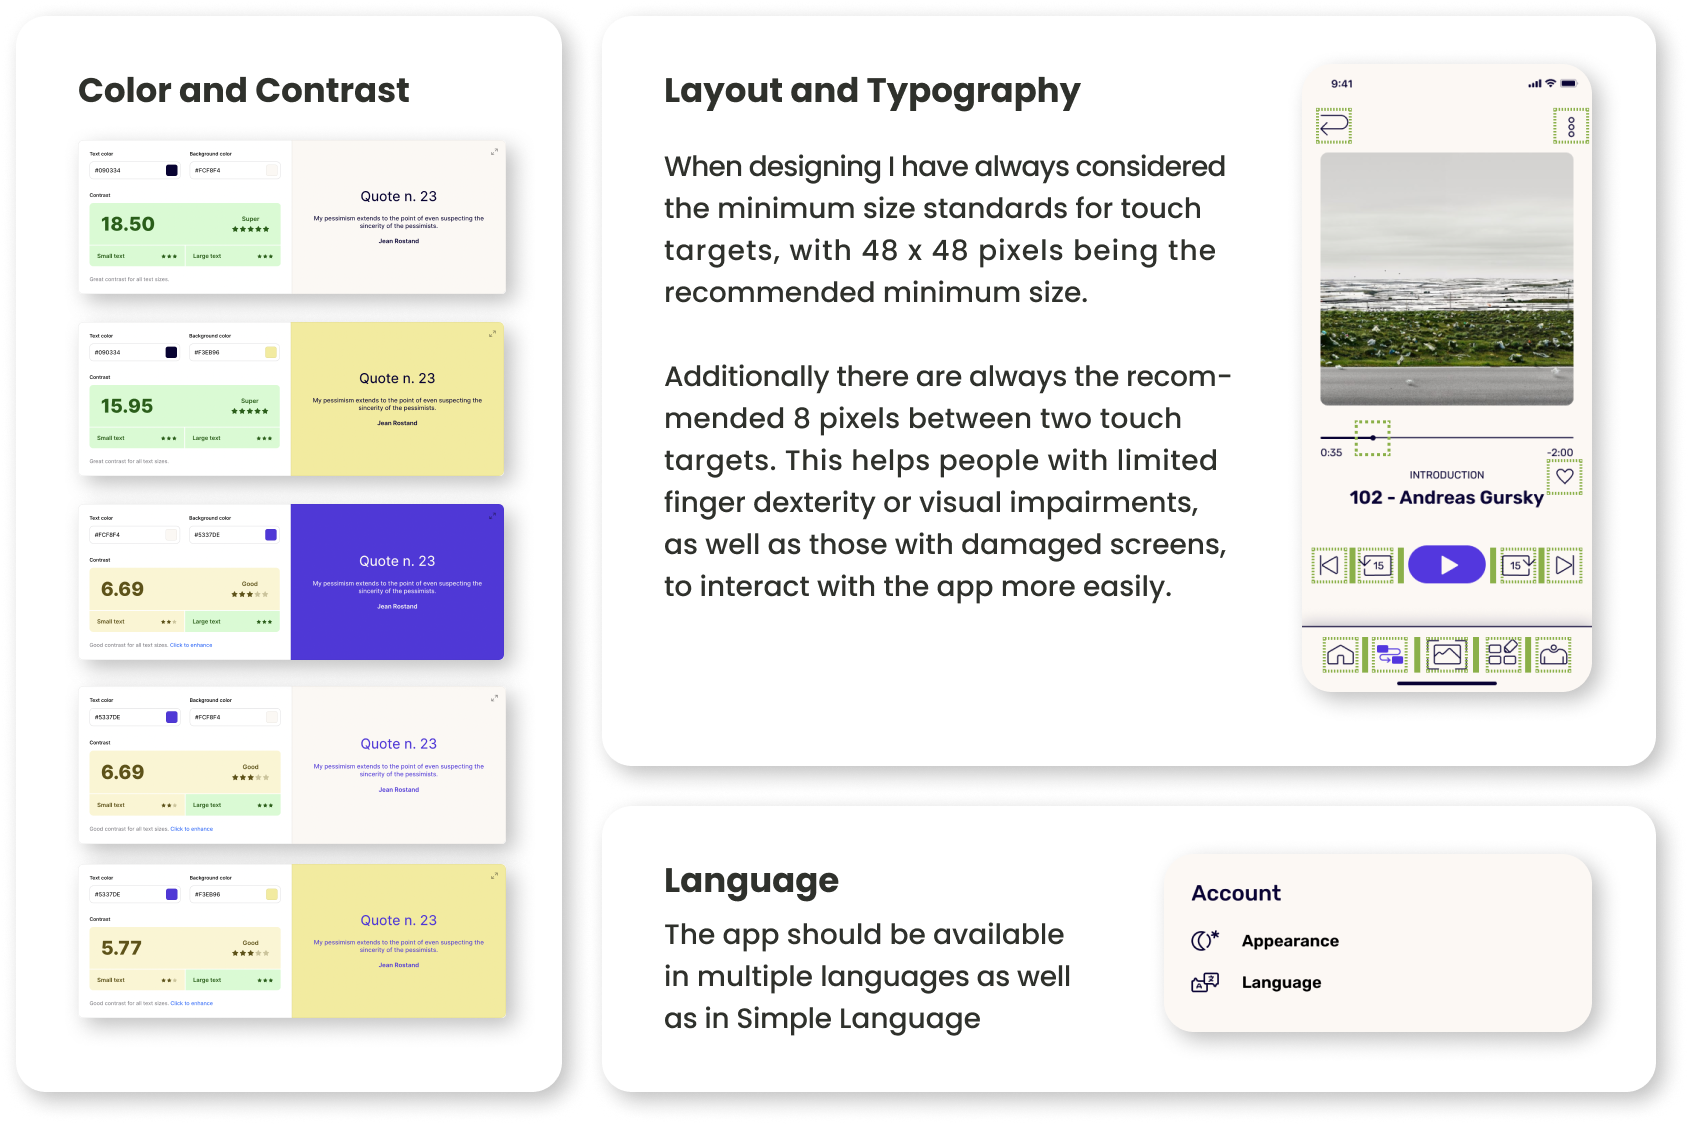 Color and Contrast
Text color
Background color
#090334
#FCF8F4
Contrast
18.50
Super
Small text
Large text
Great contrast for all text sizes.
Quote n. 23
My pessimism extends to the point of even suspecting the
sincerity of the pessimists.
Jean Rostand
Text color
Background color
#090334
#F3EB96
Contrast
15.95
Super
Small text
Large text
Great contrast for all text sizes.
Quote n. 23
My pessimism extends to the point of even suspecting the
sincerity of the pessimists.
Jean Rostand
Text color
Background color
#FCF8F4
#5337DE
Contrast
6.69
Good
Small text
Large text
Good contrast for all text sizes. Click to enhance
Quote n. 23
My pessimism extends to the point of even suspecting the
sincerity of the pessimists.
Jean Rostand
Text color
Background color
#5337DE
#FCF8F4
Contrast
6.69
Good
Small text
Large text
Good contrast for all text sizes. Click to enhance
Quote n. 23
My pessimism extends to the point of even suspecting the
sincerity of the pessimists.
Jean Rostand
Text color
Background color
#5337DE
#F3EB96
Contrast
5.77
Good
Small text
Large text
Good contrast for all text sizes. Click to enhance
Quote n. 23
My pessimism extends to the point of even suspecting the
sincerity of the pessimists.
Jean Rostand
Layout and Typography
When designing I have always considered
the minimum size standards for touch
targets, with 48 x 48 pixels being the
recommended minimum size.
Additionally there are always the recom-
mended 8 pixels between two touch
targets. This helps people with limited
finger dexterity or visual impairments,
as well as those with damaged screens,
to interact with the app more easily.
9:41
0:35
-2:00
INTRODUCTION
102 - Andreas Gursky
15
15
Language
The app should be available
in multiple languages as well
as in Simple Language
Account
Appearance
Language